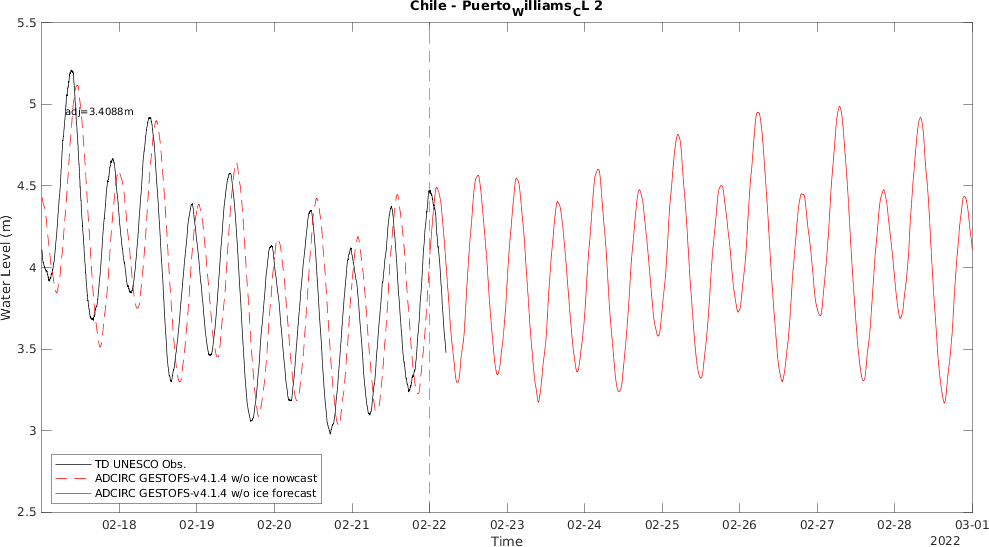 Chile - PuertoWilliamsCL 2
5.5
5
4.5
4
3.5
3
2.5
Water Level (m)
adj=3.4088m
TD UNESCO Obs.
ADCIRC GESTOFS-v4.1.4 w/o ice nowcast
ADCIRC GESTOFS-v4.1.4 w/o ice forecast
02-18 02-19 02-20 02-21 02-22 02-23 02-24 02-25 02-26 02-27 02-28 03-01
Time
2022